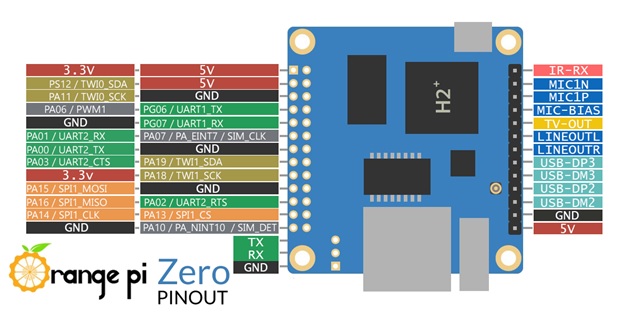 3.3v 5V IR-RX
PS12 / TWI0_SDA 5V MIC1N
PA11 / TWI0_SCK GND MIC1P
PA06 / PWM1 PG06 / UART1_TX MIC-BIAS
GND PG07 / UART1_RX TV-OUT
PA01 / UART2_RX PA07 / PA_EINT7 / SIM_CLK LINEOUTL
PA00 / UART2_TX GND LINEOUTR
PA03 / UART2_CTS PA19 / TWI1_SDA USB-DP3
3.3v PA18 / TWI1_SCK USB-DM3
PA15 / SPI1_MOSI GND USB-DP2
PA16 / SPI1_MISO PA02 / UART2_RTS USB-DM2
PA14 / SPI1_CLK PA13 / SPI1_CS GND
GND PA10 / PA_NINT10 / SIM_DET 5V
TX
RX
GND
H2+
Orange pi Zero
PINOUT